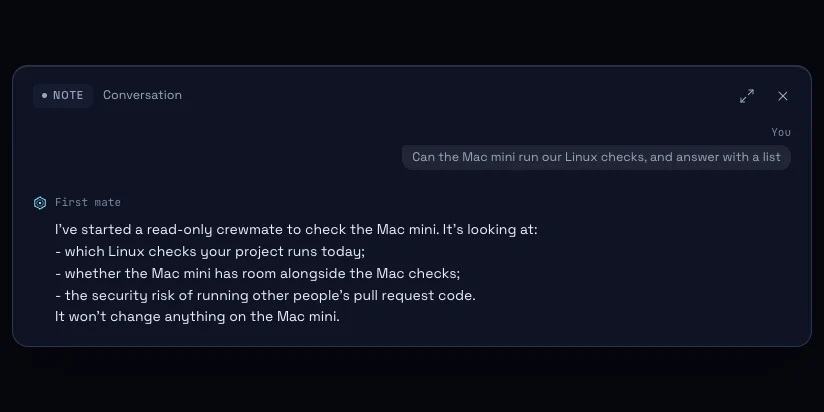 NOTE Conversation
You
Can the Mac mini run our Linux checks, and answer with a list
First mate
I've started a read-only crewmate to check the Mac mini. It's looking at:
- which Linux checks your project runs today;
- whether the Mac mini has room alongside the Mac checks;
- the security risk of running other people's pull request code.
It won't change anything on the Mac mini.